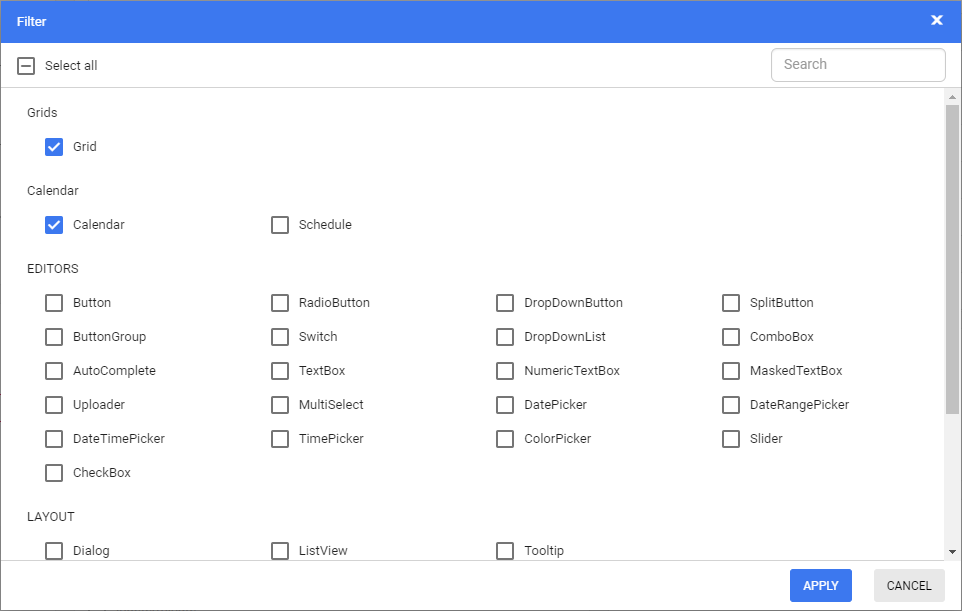 Filter
Select all
Search
Grids
Grid
Calendar
Calendar Schedule
EDITORS
Button RadioButton DropDownButton SplitButton
ButtonGroup Switch DropDownList ComboBox
AutoComplete TextBox NumericTextBox MaskedTextBox
Uploader MultiSelect DatePicker DateRangePicker
DateTimePicker TimePicker ColorPicker Slider
CheckBox
LAYOUT
Dialog ListView Tooltip
APPLY CANCEL